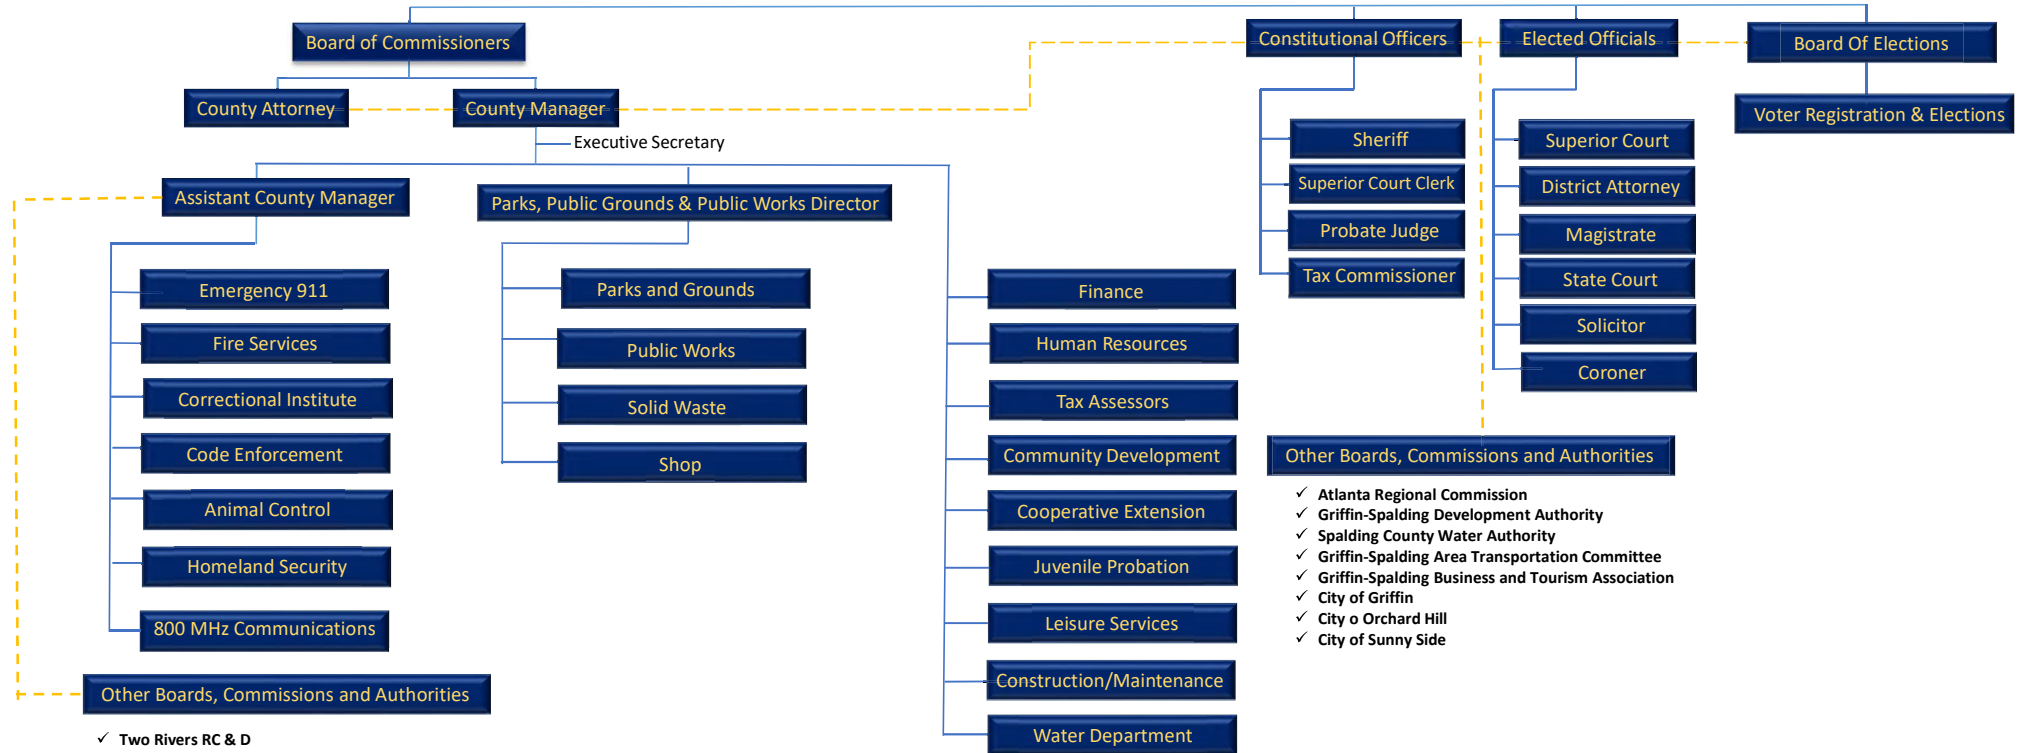 Board of Commissioners
Constitutional Officers
Elected Officials
Board Of Elections
County Attorney
County Manager
Voter Registration & Elections
Executive Secretary
Sheriff
Superior Court Clerk
Probate Judge
Tax Commissioner
Superior Court
District Attorney
Magistrate
State Court
Solicitor
Coroner
Assistant County Manager
Parks, Public Grounds & Public Works Director
Emergency 911
Fire Services
Correctional Institute
Code Enforcement
Animal Control
Homeland Security
800 MHz Communications
Parks and Grounds
Public Works
Solid Waste
Shop
Finance
Human Resources
Tax Assessors
Community Development
Cooperative Extension
Juvenile Probation
Leisure Services
Construction/Maintenance
Water Department
Other Boards, Commissions and Authorities
✓ Atlanta Regional Commission
✓ Griffin-Spalding Development Authority
✓ Spalding County Water Authority
✓ Griffin-Spalding Area Transportation Committee
✓ Griffin-Spalding Business and Tourism Association
✓ City of Griffin
✓ City o Orchard Hill
✓ City of Sunny Side
Other Boards, Commissions and Authorities
✓ Two Rivers RC & D